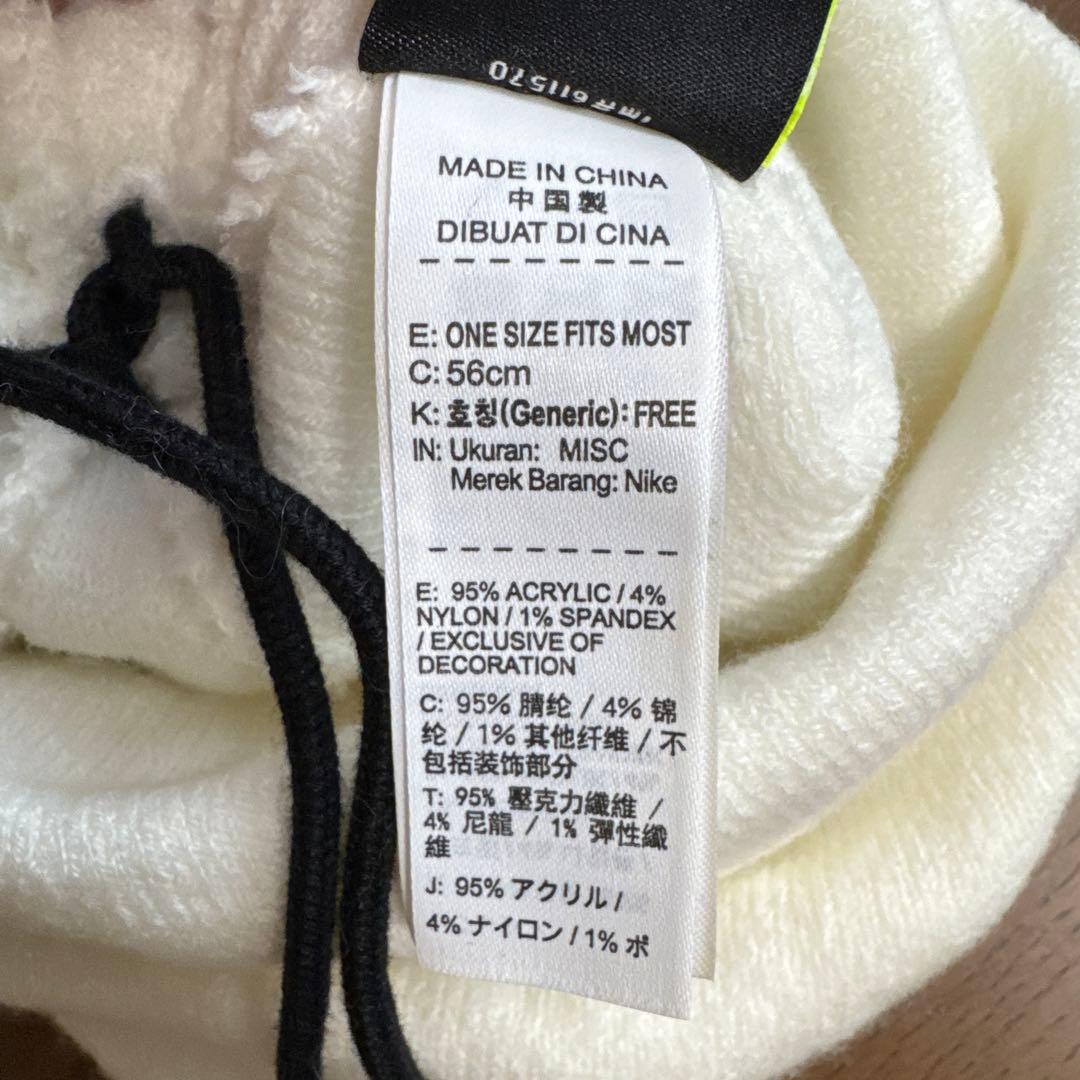 611570
MADE IN CHINA
中国製
DIBUAT DI CINA
E: ONE SIZE FITS MOST
C: 56cm
K: 호칭(Generic): FREE
IN: Ukuran: MISC
Merek Barang: Nike
E: 95% ACRYLIC / 4%
NYLON / 1% SPANDEX
/ EXCLUSIVE OF
DECORATION
C: 95% 腈纶 / 4% 锦
纶 / 1% 其他纤维 / 不
包括装饰部分
T: 95% 壓克力纖維 /
4% 尼龍 / 1% 彈性纖
維
J: 95% アクリル /
4% ナイロン / 1% ポ